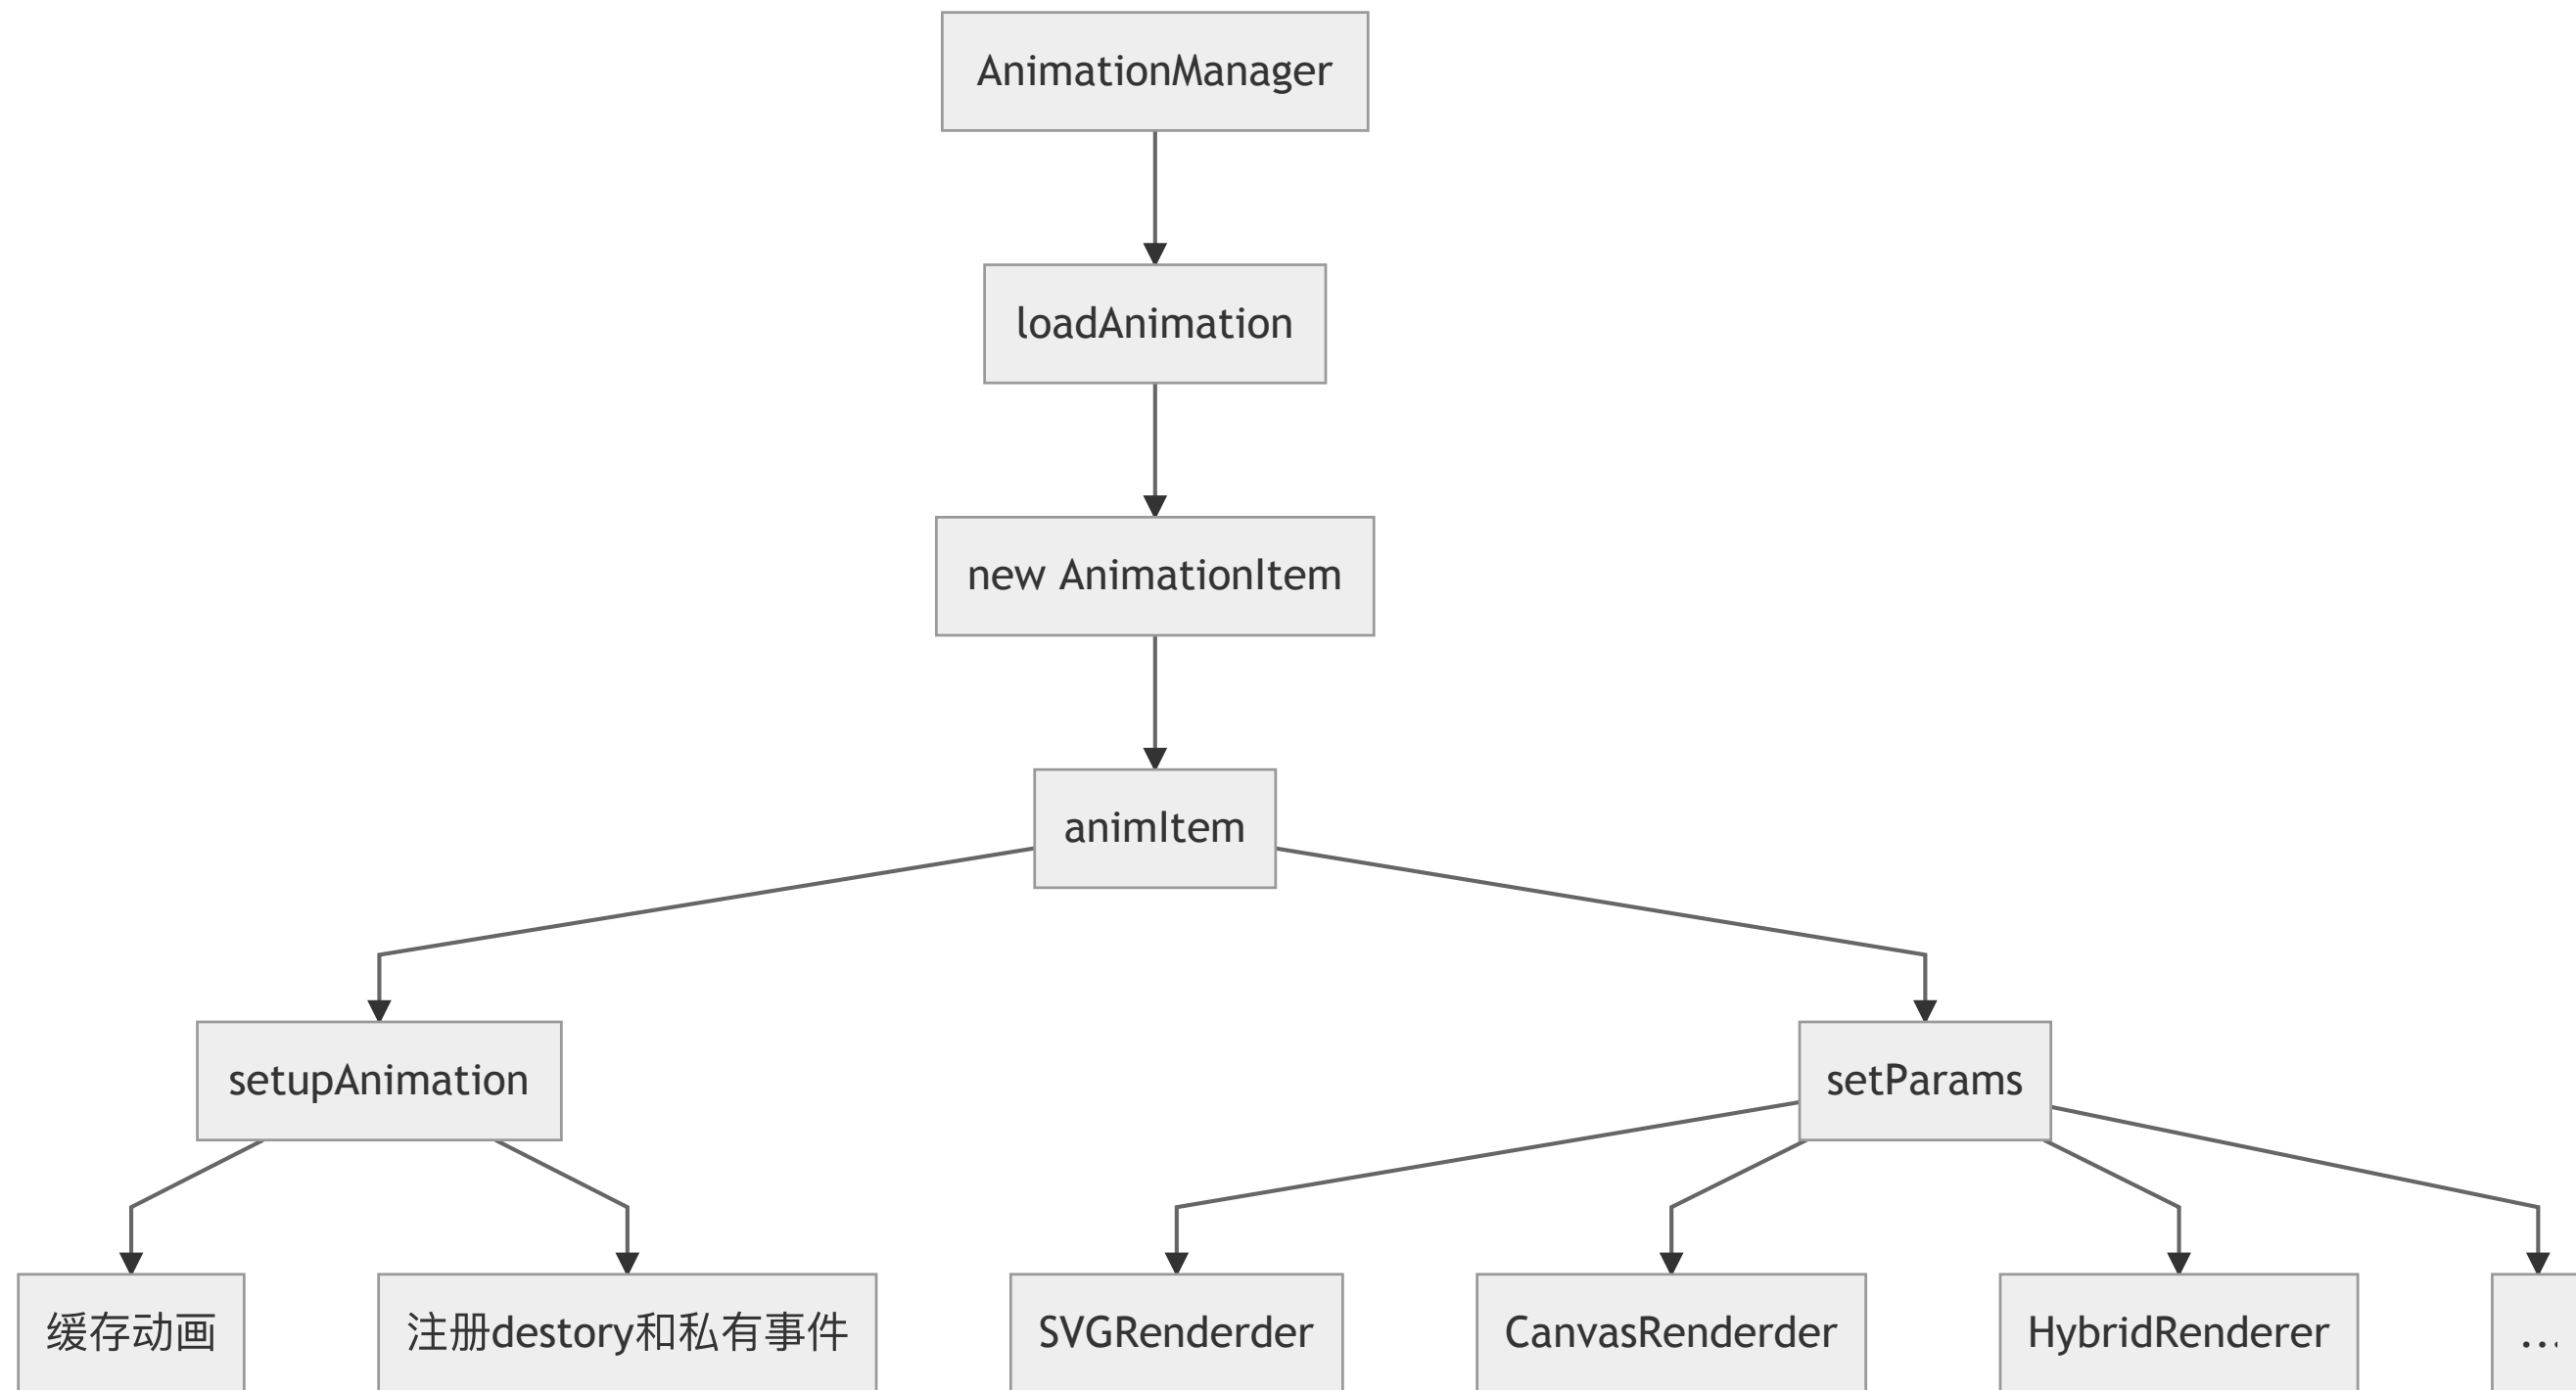 AnimationManager
loadAnimation
new AnimationItem
animItem
setupAnimation
setParams
缓存动画
注册destory和私有事件
SVGRenderder
CanvasRenderder
HybridRenderer
...